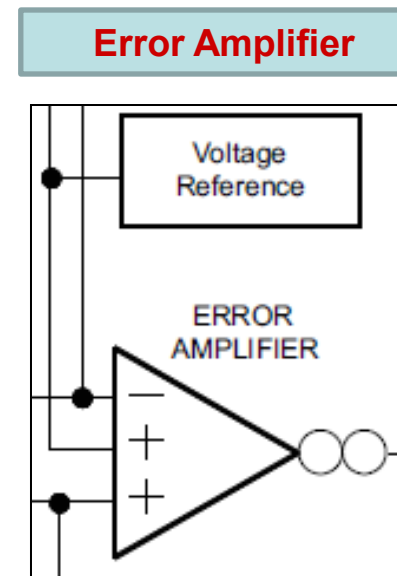 Error Amplifier
Voltage
Reference
ERROR
AMPLIFIER
−
+
+